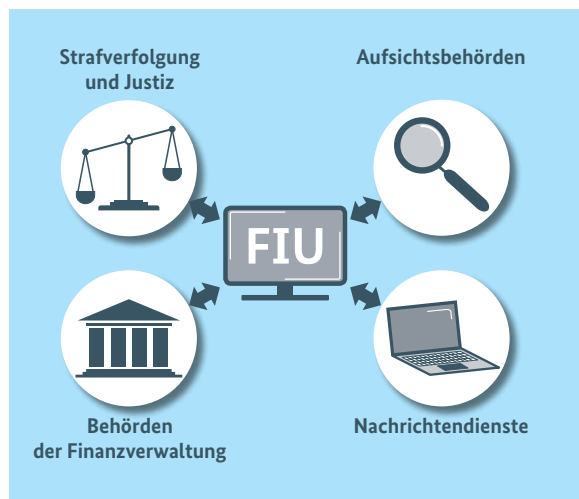 Strafverfolgung
und Justiz
Aufsichtsbehörden
FIU
Behörden
der Finanzverwaltung
Nachrichtendienste